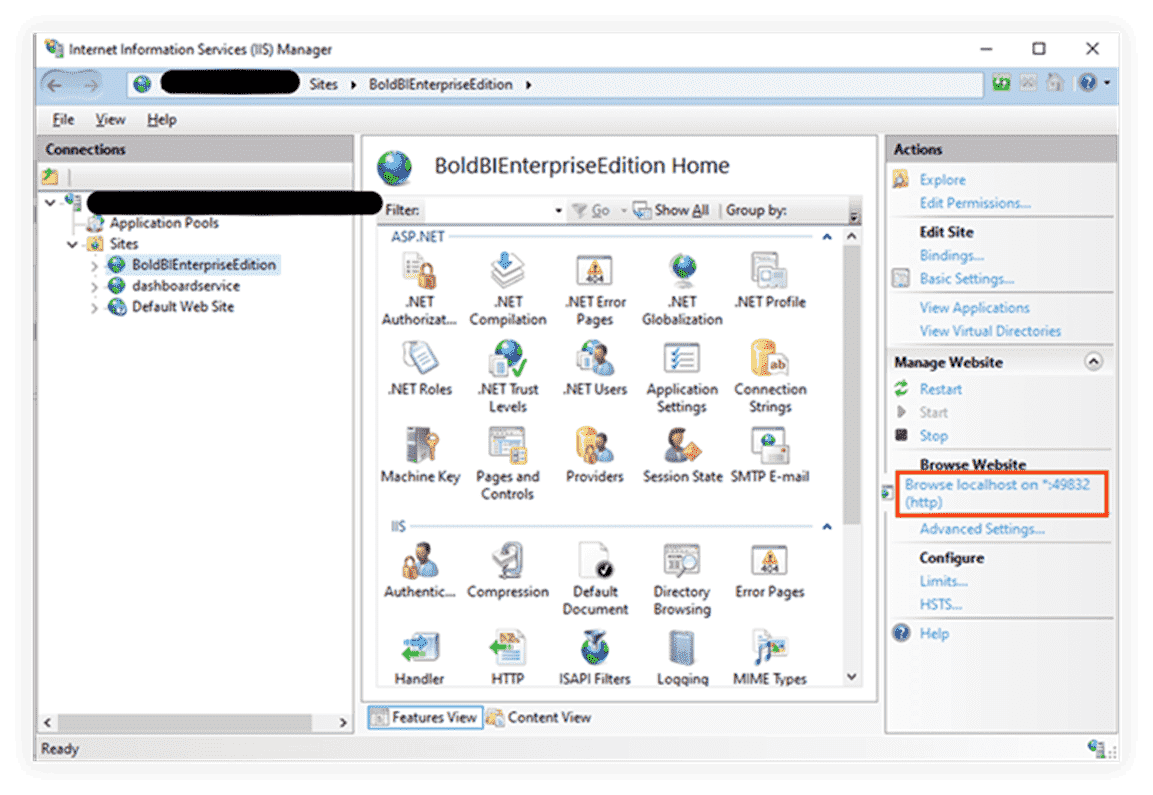 Internet Information Services (IIS) Manager
Sites
BoldBIEnterpriseEdition
File View Help
Connections
Application Pools
Sites
BoldBIEnterpriseEdition
dashboardservice
Default Web Site
BoldBIEnterpriseEdition Home
Filter: Go Show All Group by:
ASP.NET
.NET Authorizat...
.NET Compilation
.NET Error Pages
.NET Globalization
.NET Profile
.NET Roles
.NET Trust Levels
.NET Users
Application Settings
Connection Strings
Machine Key
Pages and Controls
Providers
Session State
SMTP E-mail
IIS
Authentic...
Compression
Default Document
Directory Browsing
Error Pages
Handler
HTTP
ISAPI Filters
Logging
MIME Types
Features View
Content View
Actions
Explore
Edit Permissions...
Edit Site
Bindings...
Basic Settings...
View Applications
View Virtual Directories
Manage Website
Restart
Start
Stop
Browse Website
Browse localhost on *:49832
(http)
Advanced Settings...
Configure
Limits...
HSTS...
Help
Ready